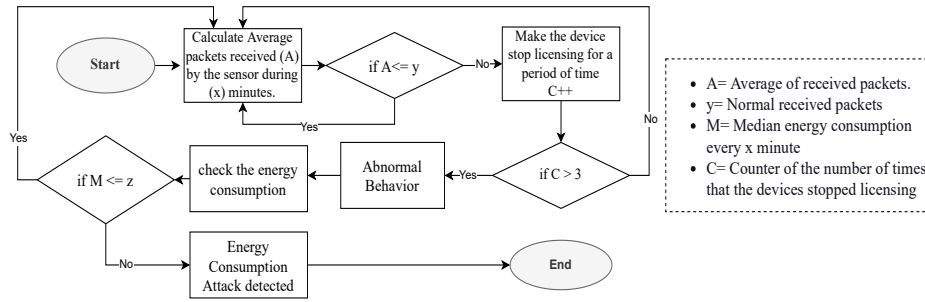 Start
Calculate Average
packets received (A)
by the sensor during
(x) minutes.
if A<= y
No
Make the device
stop licensing for a
period of time
C++
Yes
No
if C > 3
Yes
Abnormal
Behavior
check the energy
consumption
if M <= z
Yes
No
Energy
Consumption
Attack detected
End
• A= Average of received packets.
• y= Normal received packets
• M= Median energy consumption
every x minute
• C= Counter of the number of times
that the devices stopped licensing